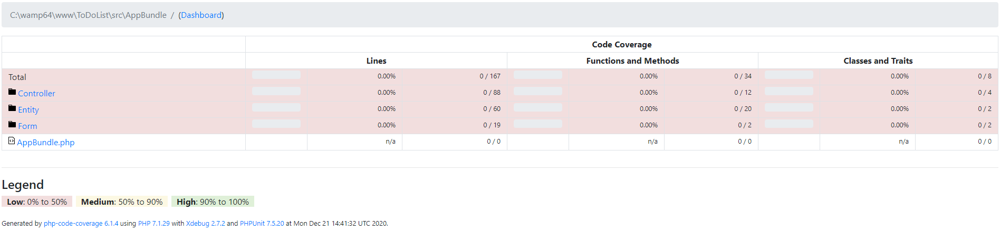 C:\wamp64\www\ToDoList\src\AppBundle / (Dashboard)
Code Coverage
Lines Functions and Methods Classes and Traits
Total 0.00% 0 / 167 0.00% 0 / 34 0.00% 0 / 8
Controller 0.00% 0 / 88 0.00% 0 / 12 0.00% 0 / 4
Entity 0.00% 0 / 60 0.00% 0 / 20 0.00% 0 / 2
Form 0.00% 0 / 19 0.00% 0 / 2 0.00% 0 / 2
AppBundle.php n/a 0 / 0 n/a 0 / 0 n/a 0 / 0
Legend
Low: 0% to 50% Medium: 50% to 90% High: 90% to 100%
Generated by php-code-coverage 6.1.4 using PHP 7.1.29 with Xdebug 2.7.2 and PHPUnit 7.5.20 at Mon Dec 21 14:41:32 UTC 2020.